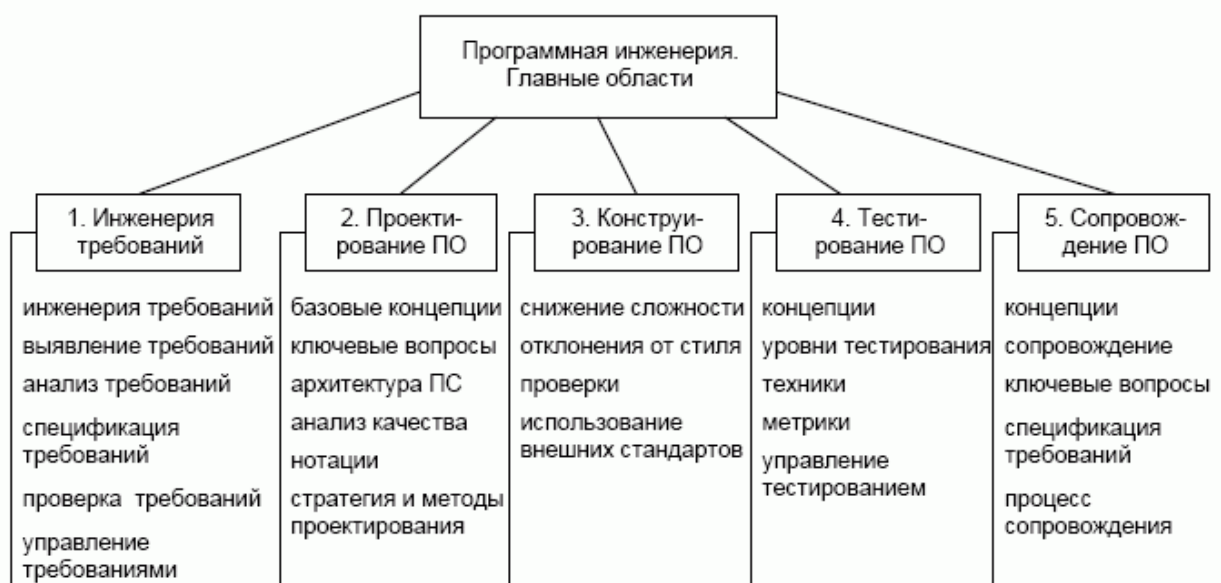 Программная инженерия.
Главные области
1. Инженерия
требований
инженерия требований
выявление требований
анализ требований
спецификация
требований
проверка требований
управление
требованиями
2. Проекти-
рование ПО
базовые концепции
ключевые вопросы
архитектура ПС
анализ качества
нотации
стратегия и методы
проектирования
3. Конструи-
рование ПО
снижение сложности
отклонения от стиля
проверки
использование
внешних стандартов
4. Тести-
рование ПО
концепции
уровни тестирования
техники
метрики
управление
тестированием
5. Сопровож-
дение ПО
концепции
сопровождение
ключевые вопросы
спецификация
требований
процесс
сопровождения